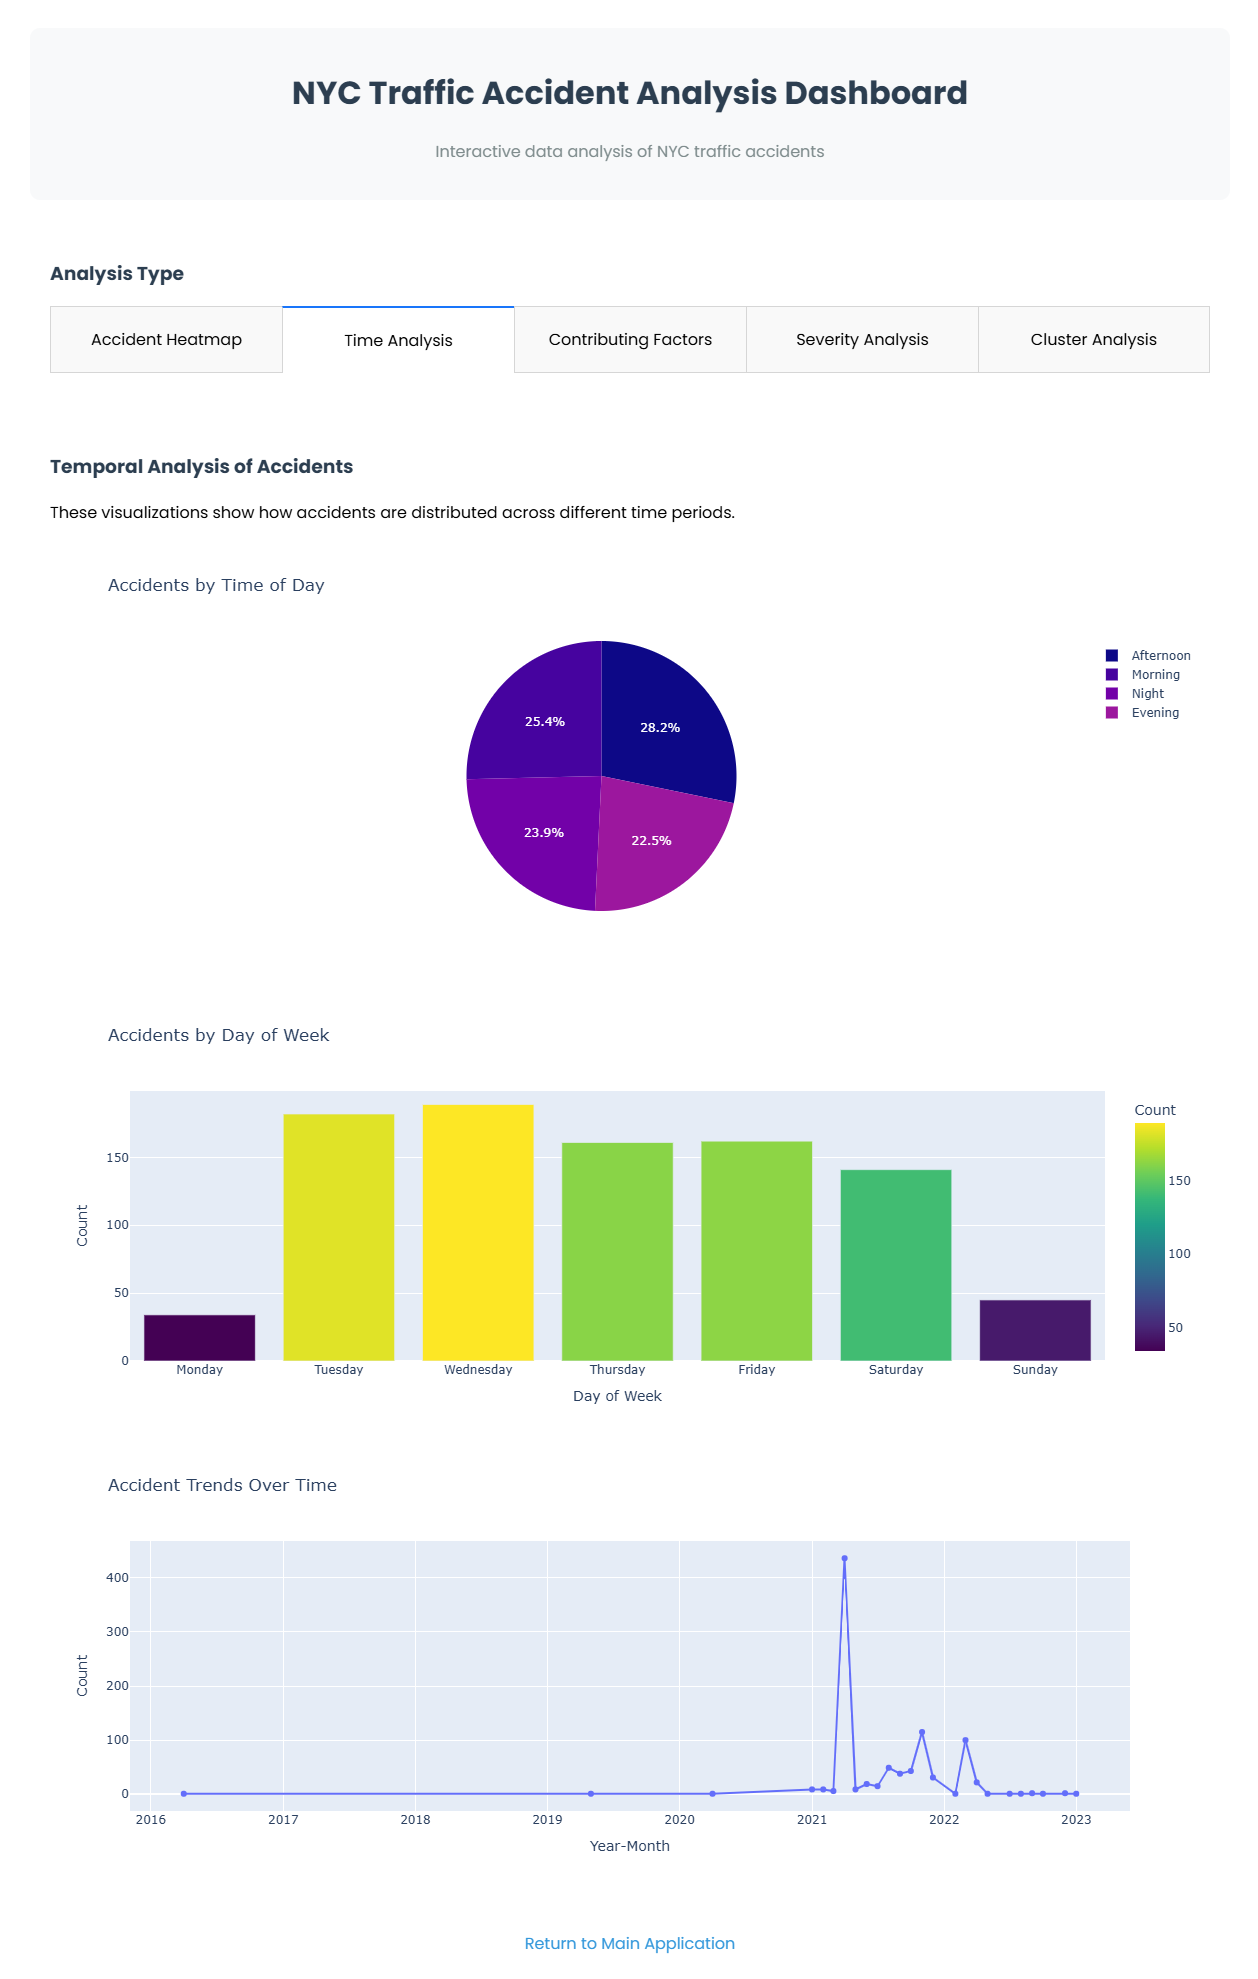 NYC Traffic Accident Analysis Dashboard
Interactive data analysis of NYC traffic accidents
Analysis Type
Accident Heatmap
Time Analysis
Contributing Factors
Severity Analysis
Cluster Analysis
Temporal Analysis of Accidents
These visualizations show how accidents are distributed across different time periods.
Accidents by Time of Day
25.4%
28.2%
23.9%
22.5%
Afternoon
Morning
Night
Evening
Accidents by Day of Week
Count
150
100
50
0
Monday
Tuesday
Wednesday
Thursday
Friday
Saturday
Sunday
Day of Week
Count
150
100
50
Accident Trends Over Time
Count
400
300
200
100
0
2016
2017
2018
2019
2020
2021
2022
2023
Year-Month
Return to Main Application